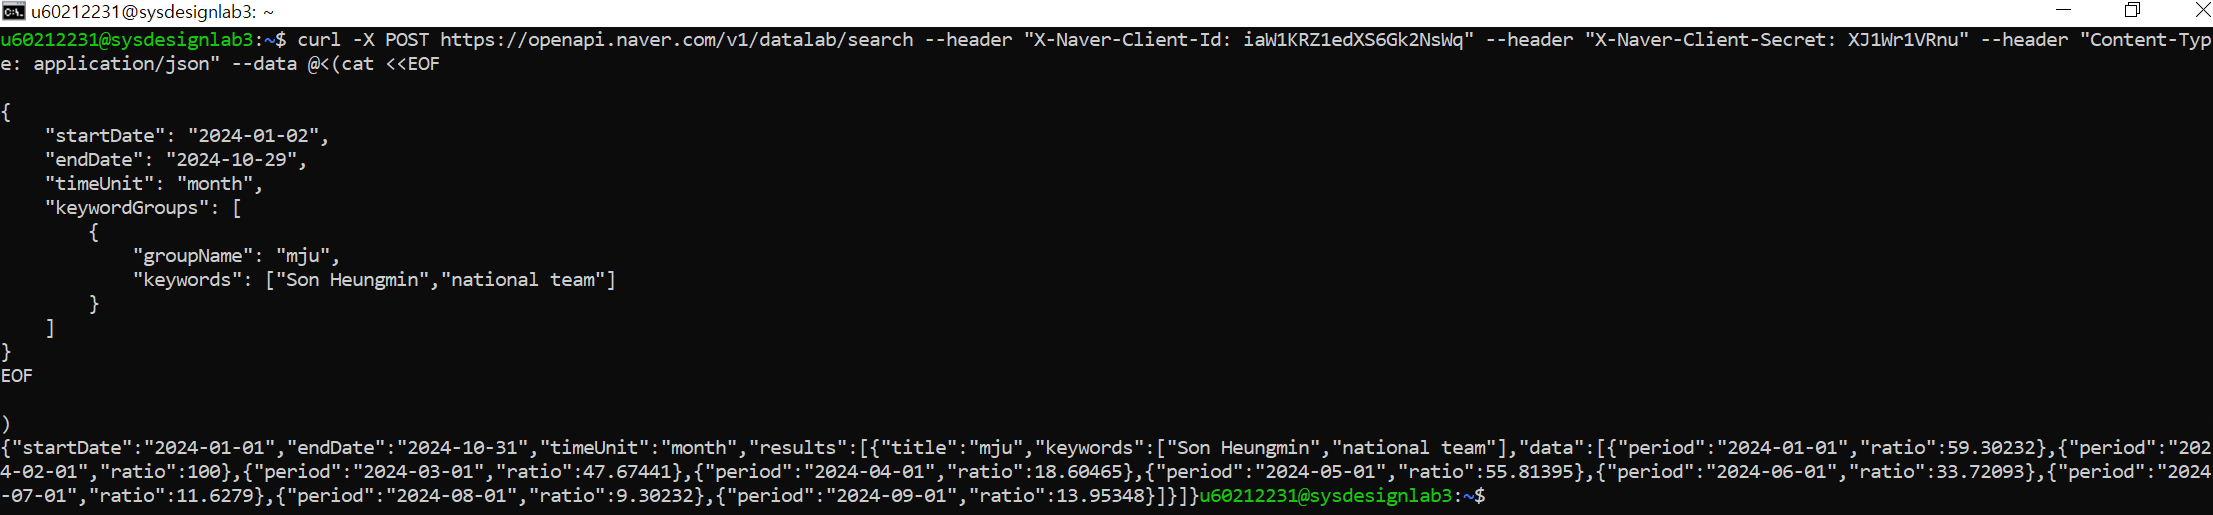 u60212231@sysdesignlab3: ~
u60212231@sysdesignlab3:~$ curl -X POST https://openapi.naver.com/v1/datalab/search --header "X-Naver-Client-Id: iaW1KRZ1edXS6Gk2NsWq" --header "X-Naver-Client-Secret: XJ1Wr1VRnu" --header "Content-Typ
e: application/json" --data @<(cat <<EOF
{
    "startDate": "2024-01-02",
    "endDate": "2024-10-29",
    "timeUnit": "month",
    "keywordGroups": [
        {
            "groupName": "mju",
            "keywords": ["Son Heungmin","national team"]
        }
    ]
}
EOF
)
{"startDate":"2024-01-01","endDate":"2024-10-31","timeUnit":"month","results":[{"title":"mju","keywords":["Son Heungmin","national team"],"data":[{"period":"2024-01-01","ratio":59.30232},{"period":"202
4-02-01","ratio":100},{"period":"2024-03-01","ratio":47.67441},{"period":"2024-04-01","ratio":18.60465},{"period":"2024-05-01","ratio":55.81395},{"period":"2024-06-01","ratio":33.72093},{"period":"2024
-07-01","ratio":11.6279},{"period":"2024-08-01","ratio":9.30232},{"period":"2024-09-01","ratio":13.95348}]}]}u60212231@sysdesignlab3:~$